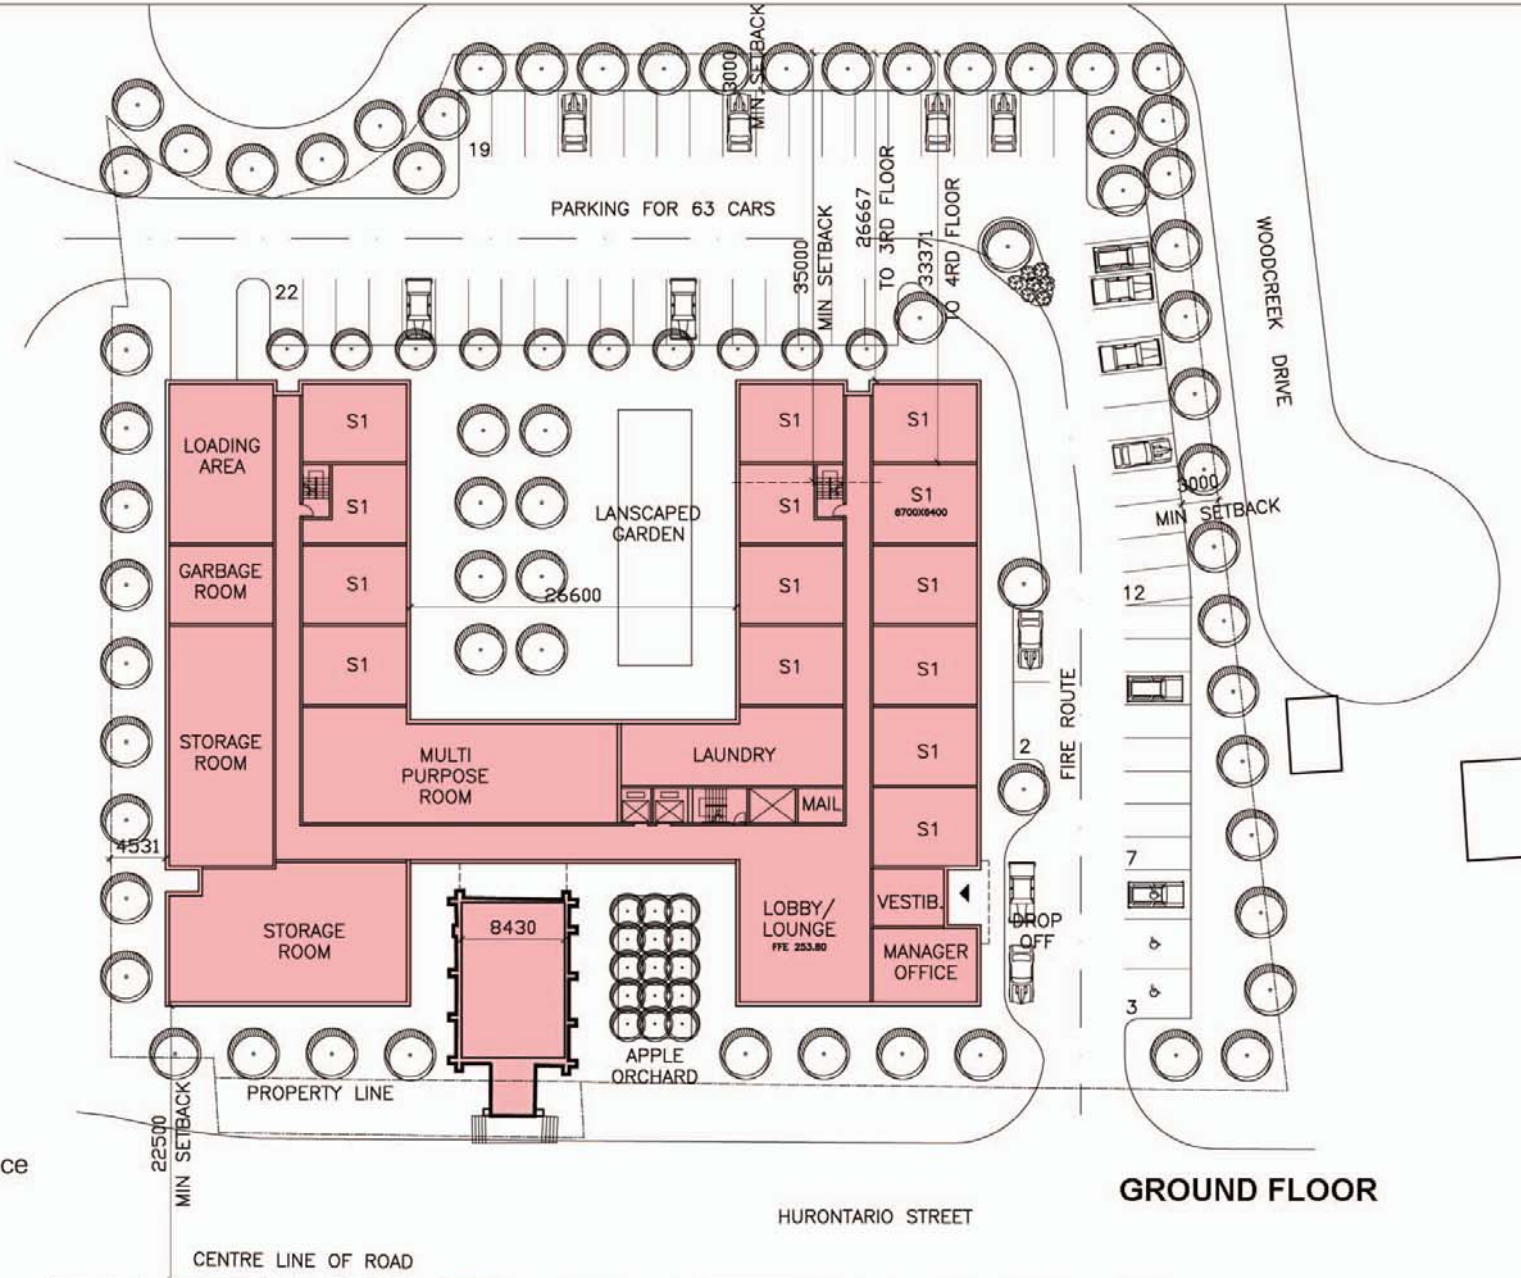 3000
MIN SETBACK
19
PARKING FOR 63 CARS
35000
MIN SETBACK
26667
TO 3RD FLOOR
33371
TO 4RD FLOOR
WOODCREEK DRIVE
22
LOADING
AREA
S1
S1
S1
S1
S1
LANSCAPED
GARDEN
S1
S1
6700X6400
3000
MIN SETBACK
GARBAGE
ROOM
S1
26600
S1
S1
12
S1
S1
S1
STORAGE
ROOM
MULTI
PURPOSE
ROOM
LAUNDRY
S1
2
FIRE ROUTE
MAIL
S1
4531
7
STORAGE
ROOM
8430
LOBBY/
LOUNGE
FFE 253.80
VESTIB.
DROP
OFF
MANAGER
OFFICE
3
APPLE
ORCHARD
PROPERTY LINE
22500
MIN SETBACK
ce
GROUND FLOOR
HURONTARIO STREET
CENTRE LINE OF ROAD